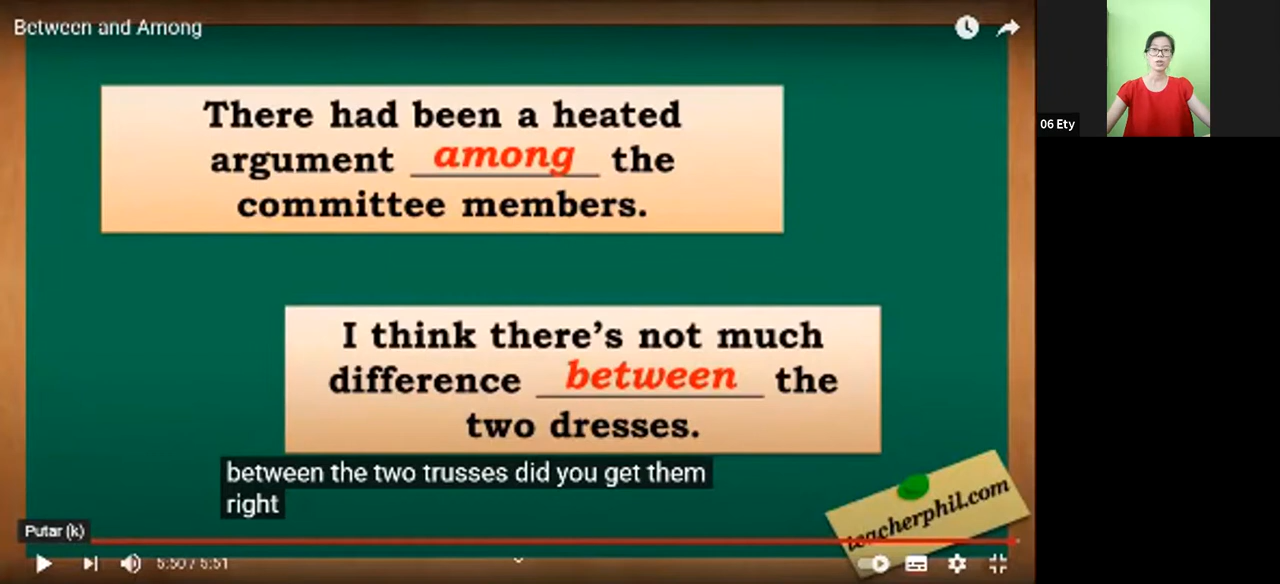 Between and Among
There had been a heated
argument among the
committee members.
I think there's not much
difference between the
two dresses.
between the two trusses did you get them
right
teacherphil.com
Putar (k)
5:50 / 5:51
06 Ety